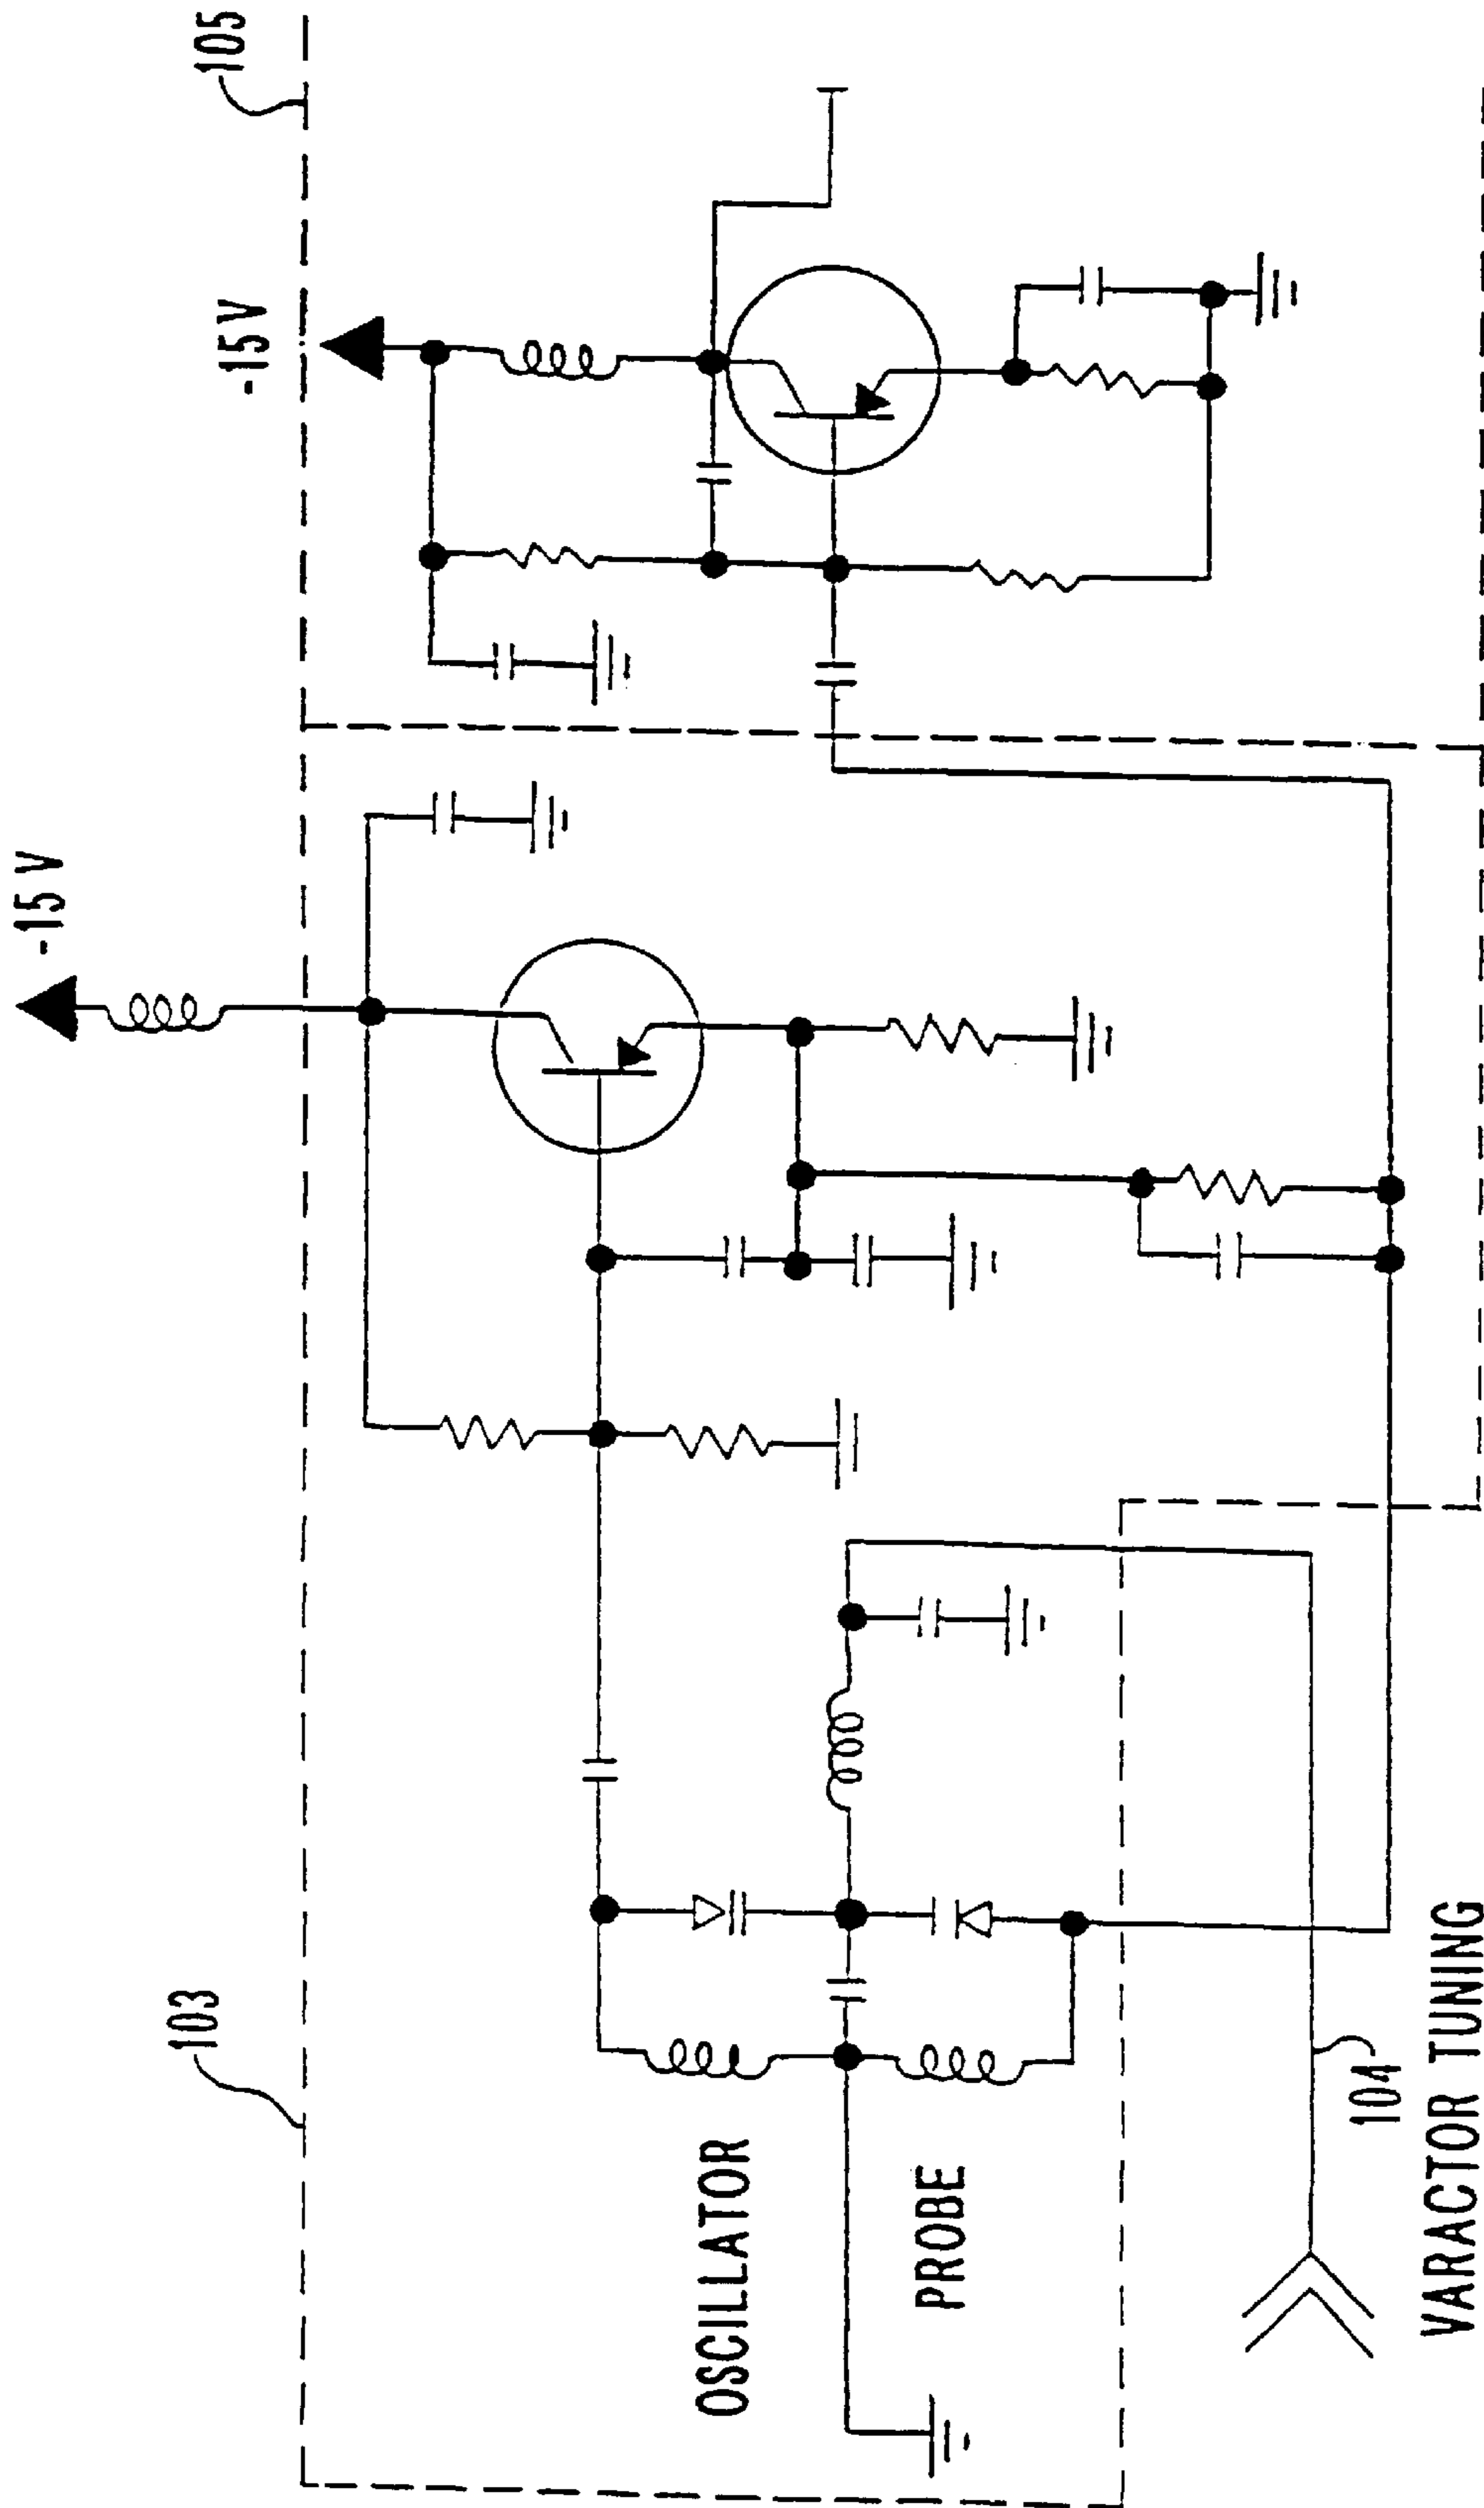 105
-15 V
-15 V
103
OSCILLATOR
PROBE
104
VARACTOR TUNING